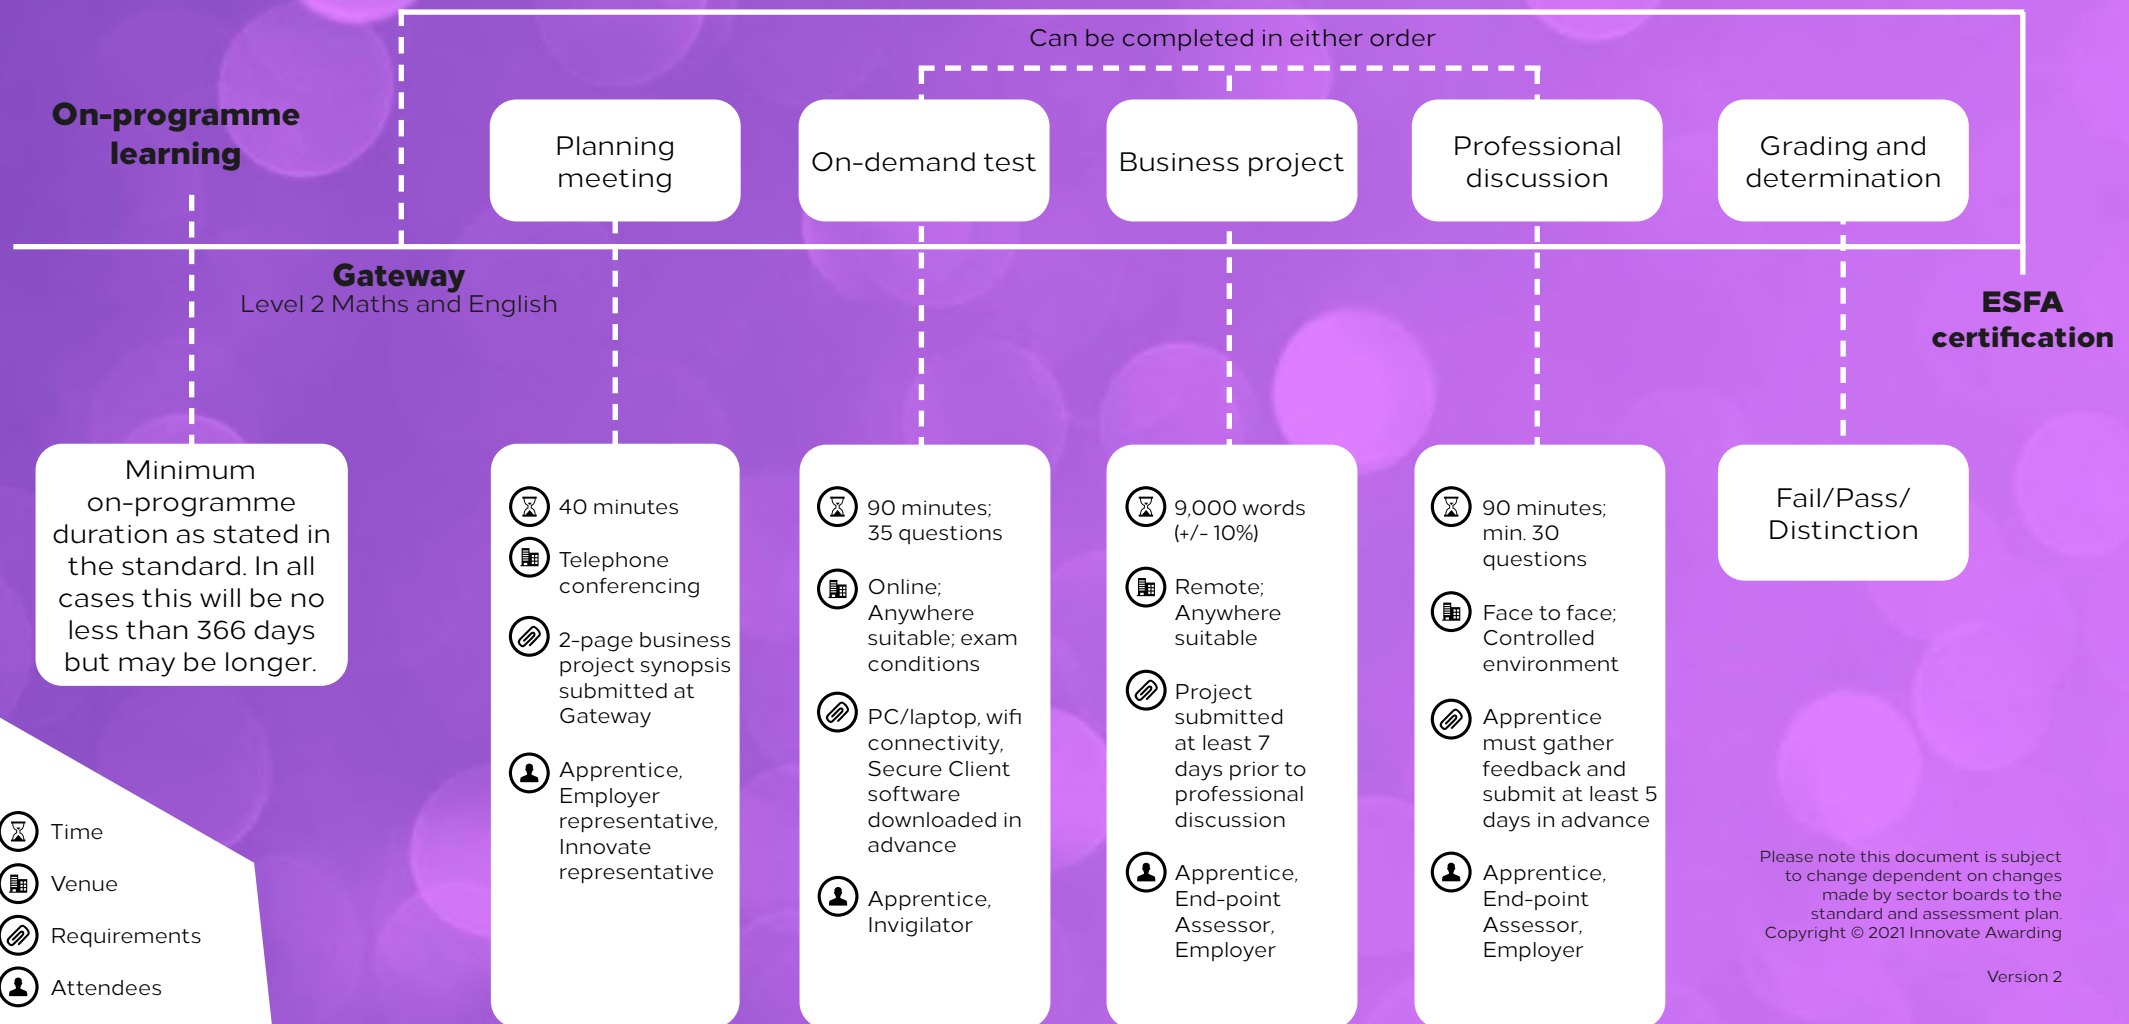 Can be completed in either order
On-programme
learning
Planning
meeting
On-demand test
Business project
Professional
discussion
Grading and
determination
Gateway
Level 2 Maths and English
ESFA
certification
Minimum
on-programme
duration as stated in
the standard. In all
cases this will be no
less than 366 days
but may be longer.
40 minutes
Telephone
conferencing
2-page business
project synopsis
submitted at
Gateway
Apprentice,
Employer
representative,
Innovate
representative
90 minutes;
35 questions
Online;
Anywhere
suitable; exam
conditions
PC/laptop, wifi
connectivity,
Secure Client
software
downloaded in
advance
Apprentice,
Invigilator
9,000 words
(+/- 10%)
Remote;
Anywhere
suitable
Project
submitted
at least 7
days prior to
professional
discussion
Apprentice,
End-point
Assessor,
Employer
90 minutes;
min. 30
questions
Face to face;
Controlled
environment
Apprentice
must gather
feedback and
submit at least 5
days in advance
Apprentice,
End-point
Assessor,
Employer
Fail/Pass/
Distinction
Time
Venue
Requirements
Attendees
Please note this document is subject
to change dependent on changes
made by sector boards to the
standard and assessment plan.
Copyright © 2021 Innovate Awarding
Version 2